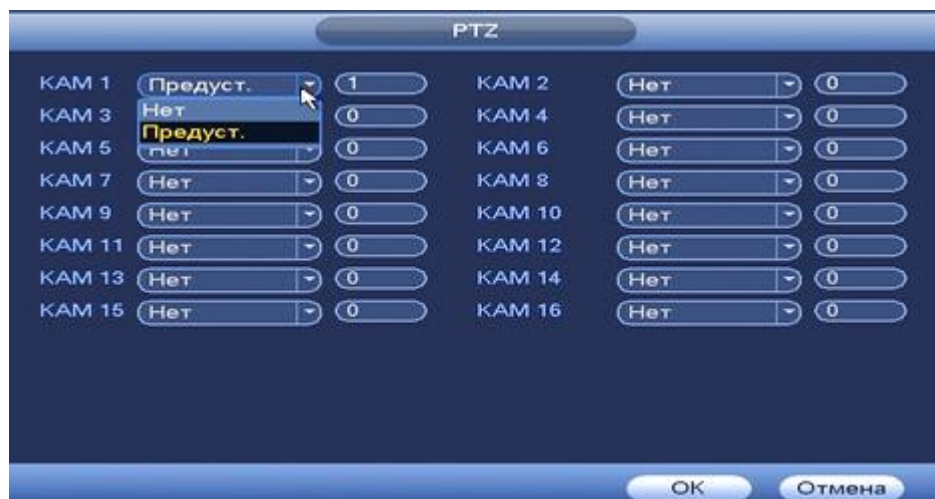 PTZ
КАМ 1 Предуст. 1 КАМ 2 Нет 0
КАМ 3 Нет 0 КАМ 4 Нет 0
Предуст.
КАМ 5 Нет 0 КАМ 6 Нет 0
КАМ 7 Нет 0 КАМ 8 Нет 0
КАМ 9 Нет 0 КАМ 10 Нет 0
КАМ 11 Нет 0 КАМ 12 Нет 0
КАМ 13 Нет 0 КАМ 14 Нет 0
КАМ 15 Нет 0 КАМ 16 Нет 0
OK Отмена